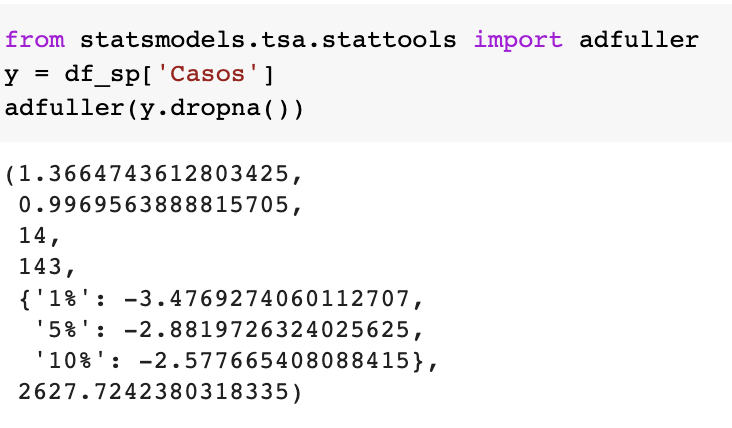 from statsmodels.tsa.stattools import adfuller
y = df_sp['Casos']
adfuller(y.dropna())
(1.3664743612803425,
0.9969563888815705,
14,
143,
{'1%': -3.4769274060112707,
'5%': -2.8819726324025625,
'10%': -2.577665408088415},
2627.7242380318335)